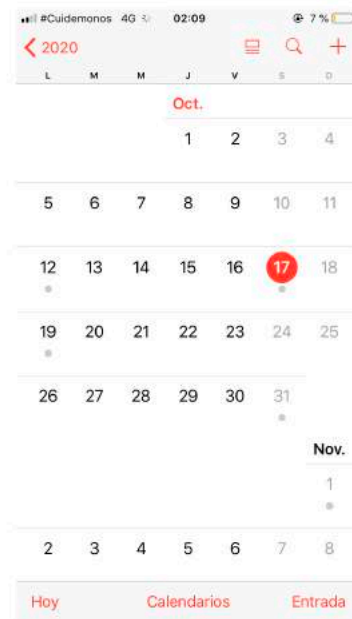 #Cuidemonos 4G 02:09 7 %
2020
L M M J V S D
Oct.
1 2 3 4
5 6 7 8 9 10 11
12 13 14 15 16 17 18
19 20 21 22 23 24 25
26 27 28 29 30 31
Nov.
1
2 3 4 5 6 7 8
Hoy Calendarios Entrada